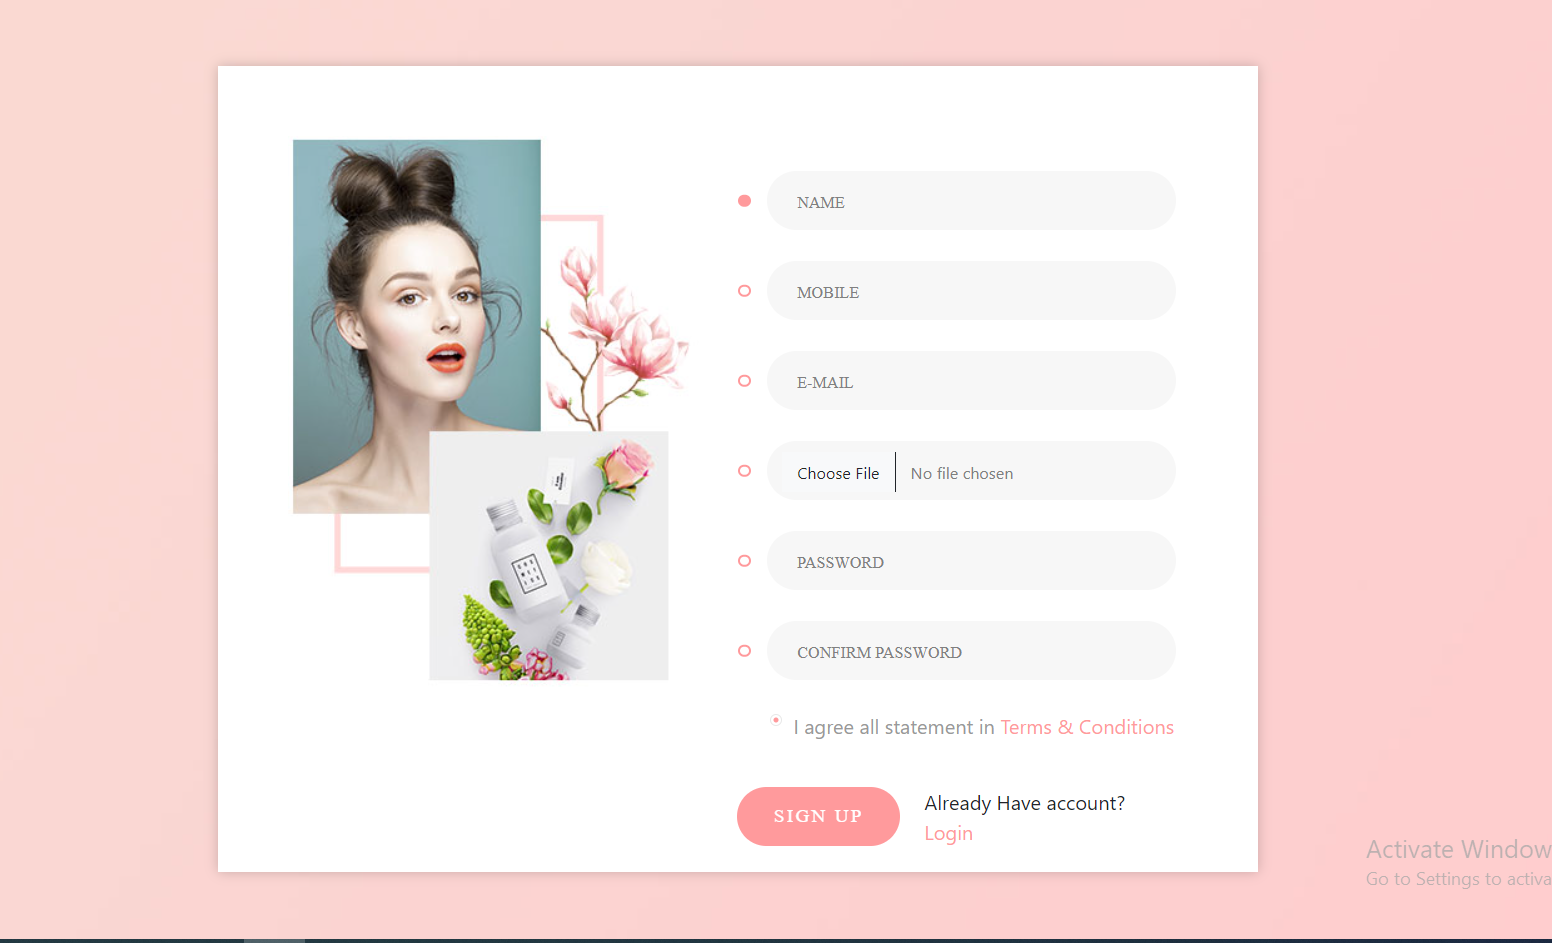 NAME
MOBILE
E-MAIL
Choose File No file chosen
PASSWORD
CONFIRM PASSWORD
I agree all statement in Terms & Conditions
SIGN UP
Already Have account?
Login
Activate Window
Go to Settings to activa